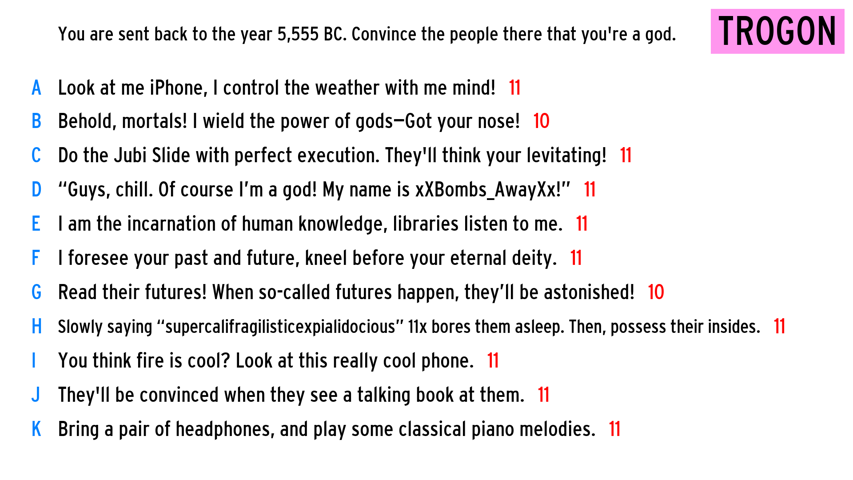 You are sent back to the year 5,555 BC. Convince the people there that you're a god.
TROGON
A Look at me iPhone, I control the weather with me mind! 11
B Behold, mortals! I wield the power of gods—Got your nose! 10
C Do the Jubi Slide with perfect execution. They'll think your levitating! 11
D “Guys, chill. Of course I’m a god! My name is xXBombs_AwayXx!” 11
E I am the incarnation of human knowledge, libraries listen to me. 11
F I foresee your past and future, kneel before your eternal deity. 11
G Read their futures! When so-called futures happen, they’ll be astonished! 10
H Slowly saying “supercalifragilisticexpialidocious” 11x bores them asleep. Then, possess their insides. 11
I You think fire is cool? Look at this really cool phone. 11
J They'll be convinced when they see a talking book at them. 11
K Bring a pair of headphones, and play some classical piano melodies. 11